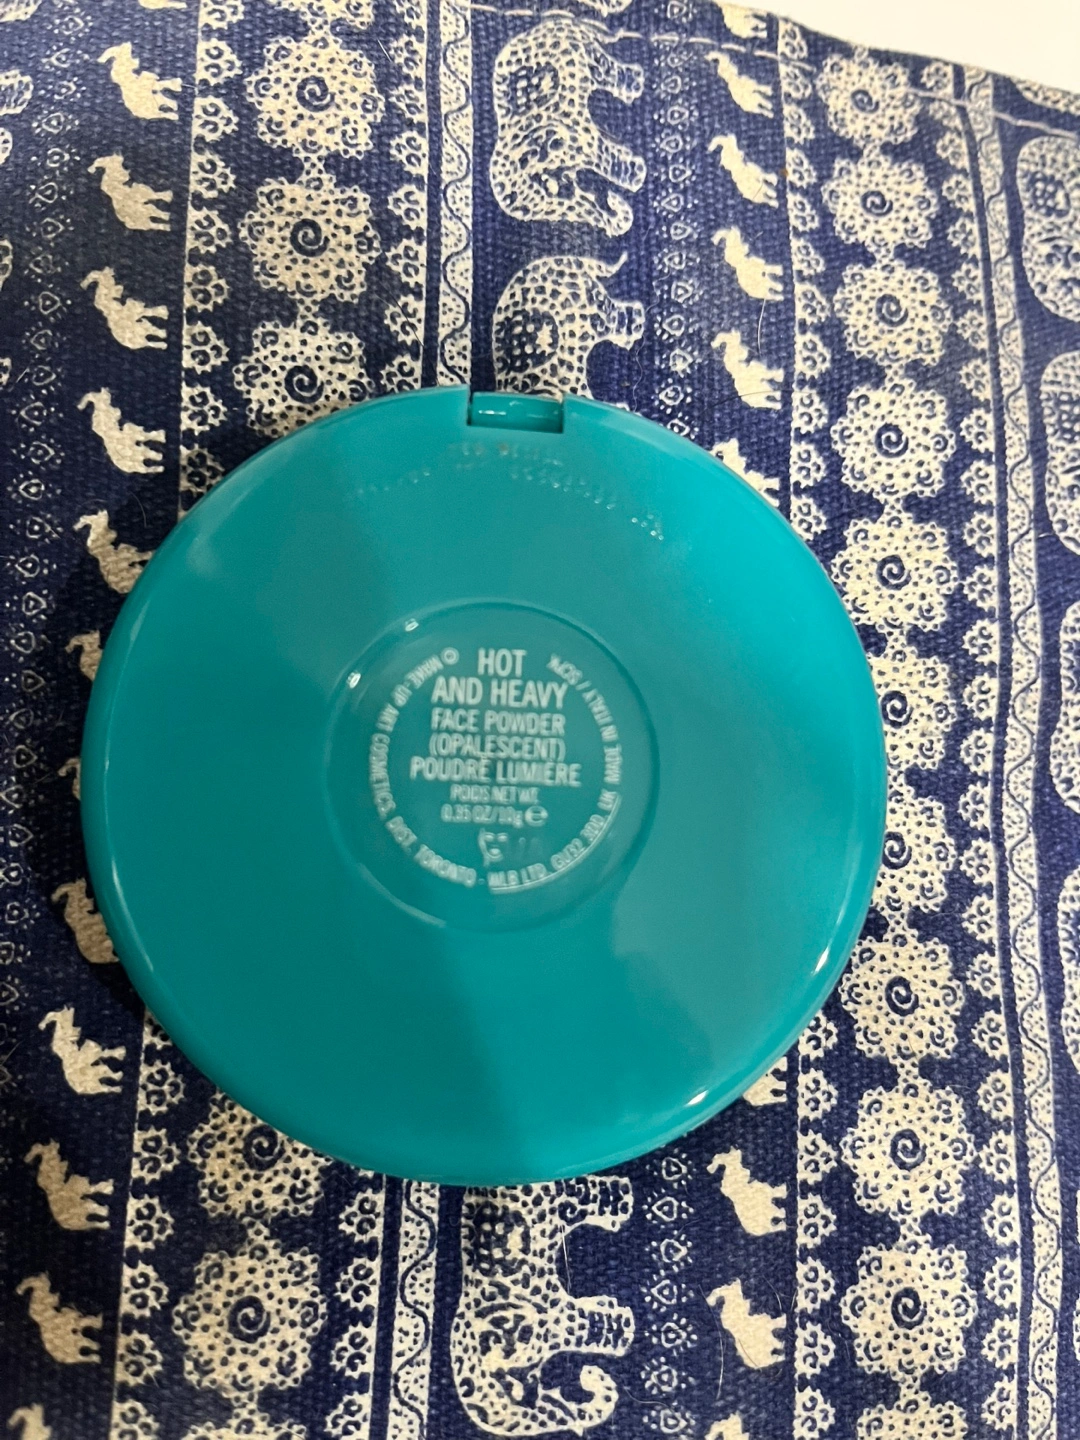 HOT
AND HEAVY
FACE POWDER
(OPALESCENT)
POUDRE LUMIÈRE
POIDS NET WT.
0.35 OZ/10g ℮
© MAKE-UP ART COSMETICS, DIST. TORONTO - MLB LTD. GU32 3DD, UK MADE IN ITALY /